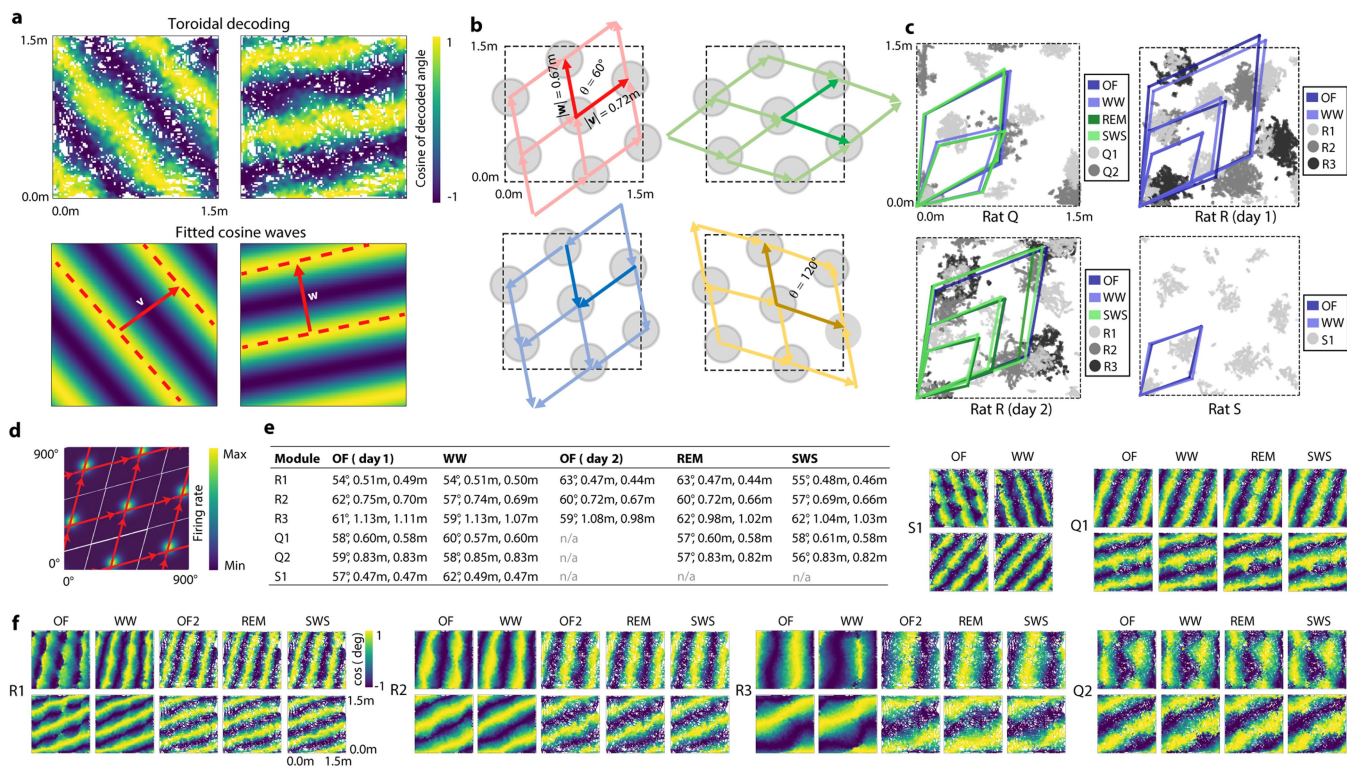 a
Toroidal decoding
1.5m
0.0m
0.0m 1.5m
1
Cosine of decoded angle
-1
Fitted cosine waves
v
w
b
1.5m
0.0m
0.0m 1.5m
|w| = 0.67m
θ = 60°
|v| = 0.72m
θ = 120°
c
1.5m
0.0m
0.0m 1.5m
Rat Q
OF
WW
REM
SWS
Q1
Q2
Rat R (day 1)
OF
WW
R1
R2
R3
Rat R (day 2)
OF
WW
SWS
R1
R2
R3
Rat S
OF
WW
S1
d
900°
0°
0° 900°
Max
Firing rate
Min
e
Module OF ( day 1) WW OF ( day 2) REM SWS
R1 54°, 0.51m, 0.49m 54°, 0.51m, 0.50m 63°, 0.47m, 0.44m 63°, 0.47m, 0.44m 55°, 0.48m, 0.46m
R2 62°, 0.75m, 0.70m 57°, 0.74m, 0.69m 60°, 0.72m, 0.67m 60°, 0.72m, 0.66m 57°, 0.69m, 0.66m
R3 61°, 1.13m, 1.11m 59°, 1.13m, 1.07m 59°, 1.08m, 0.98m 62°, 0.98m, 1.02m 62°, 1.04m, 1.03m
Q1 58°, 0.60m, 0.58m 60°, 0.57m, 0.60m n/a 57°, 0.60m, 0.58m 58°, 0.61m, 0.58m
Q2 59°, 0.83m, 0.83m 58°, 0.85m, 0.83m n/a 57°, 0.83m, 0.82m 56°, 0.83m, 0.82m
S1 57°, 0.47m, 0.47m 62°, 0.49m, 0.47m n/a n/a n/a
OF WW
S1
OF WW REM SWS
Q1
f
OF WW OF2 REM SWS
R1
1
cos ( deg)
-1
1.5m
0.0m
0.0m 1.5m
OF WW OF2 REM SWS
R2
OF WW OF2 REM SWS
R3
OF WW REM SWS
Q2